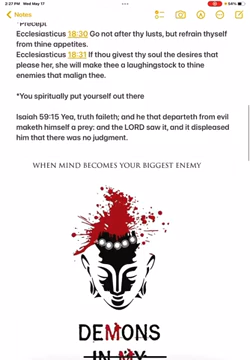 2:27 PM Wed May 17
Notes
Precept
Ecclesiasticus 18:30 Go not after thy lusts, but refrain thyself
from thine appetites.
Ecclesiasticus 18:31 If thou givest thy soul the desires that
please her, she will make thee a laughingstock to thine
enemies that malign thee.
*You spiritually put yourself out there
Isaiah 59:15 Yea, truth faileth; and he that departeth from evil
maketh himself a prey: and the LORD saw it, and it displeased
him that there was no judgment.
WHEN MIND BECOMES YOUR BIGGEST ENEMY
DEMONS
IN MY